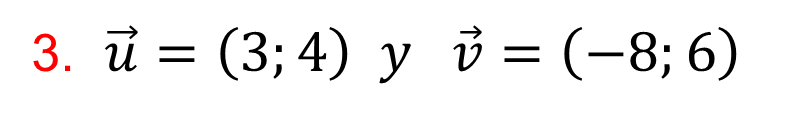 3. u⃗ = (3; 4) y v⃗ = (−8; 6)